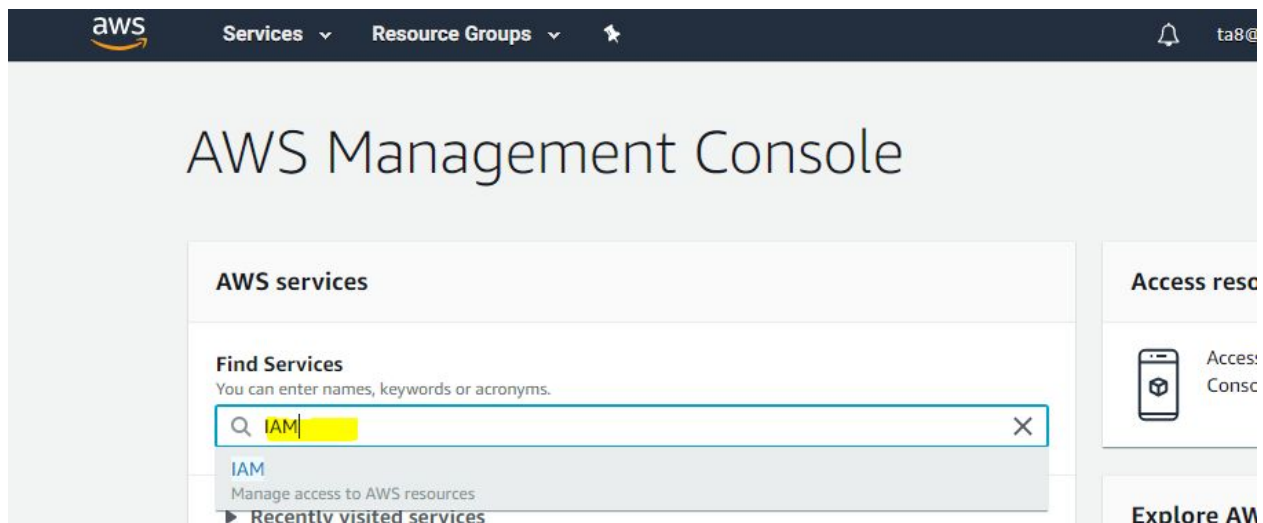 aws
Services
Resource Groups
ta8@
AWS Management Console
AWS services
Find Services
You can enter names, keywords or acronyms.
IAM
IAM
Manage access to AWS resources
Recently visited services
Access reso
Access
Conso
Explore AW